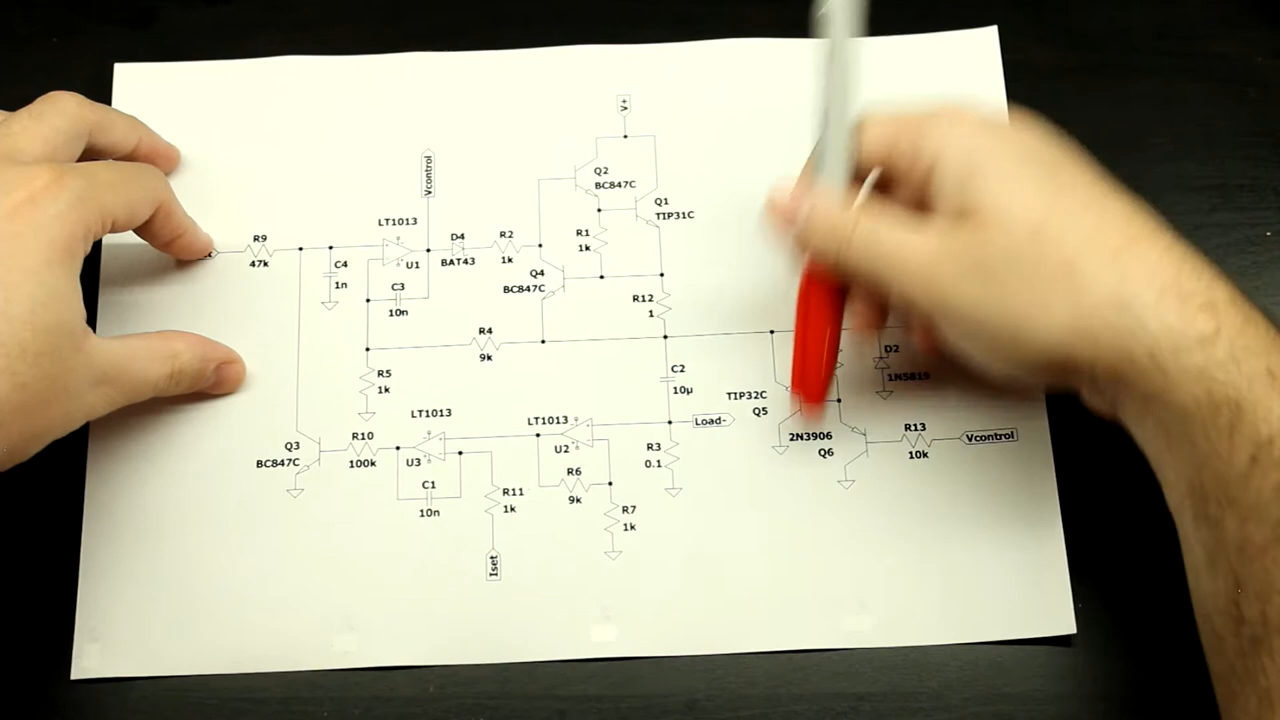 V+
Vcontrol
Q2
BC847C
Q1
TIP31C
LT1013
R9
47k
U1
D4
BAT43
R2
1k
R1
1k
C4
1n
C3
10n
Q4
BC847C
R12
1
R4
9k
R5
1k
C2
10µ
D2
1N5819
TIP32C
Q5
LT1013
LT1013
Load-
Q3
BC847C
R10
100k
U3
U2
R3
0.1
2N3906
Q6
R13
10k
Vcontrol
C1
10n
R11
1k
R6
9k
R7
1k
Iset